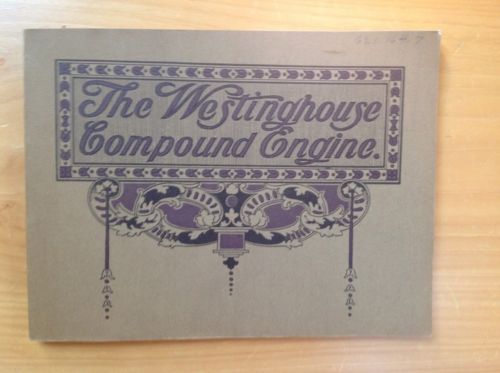 The Westinghouse
Compound Engine.